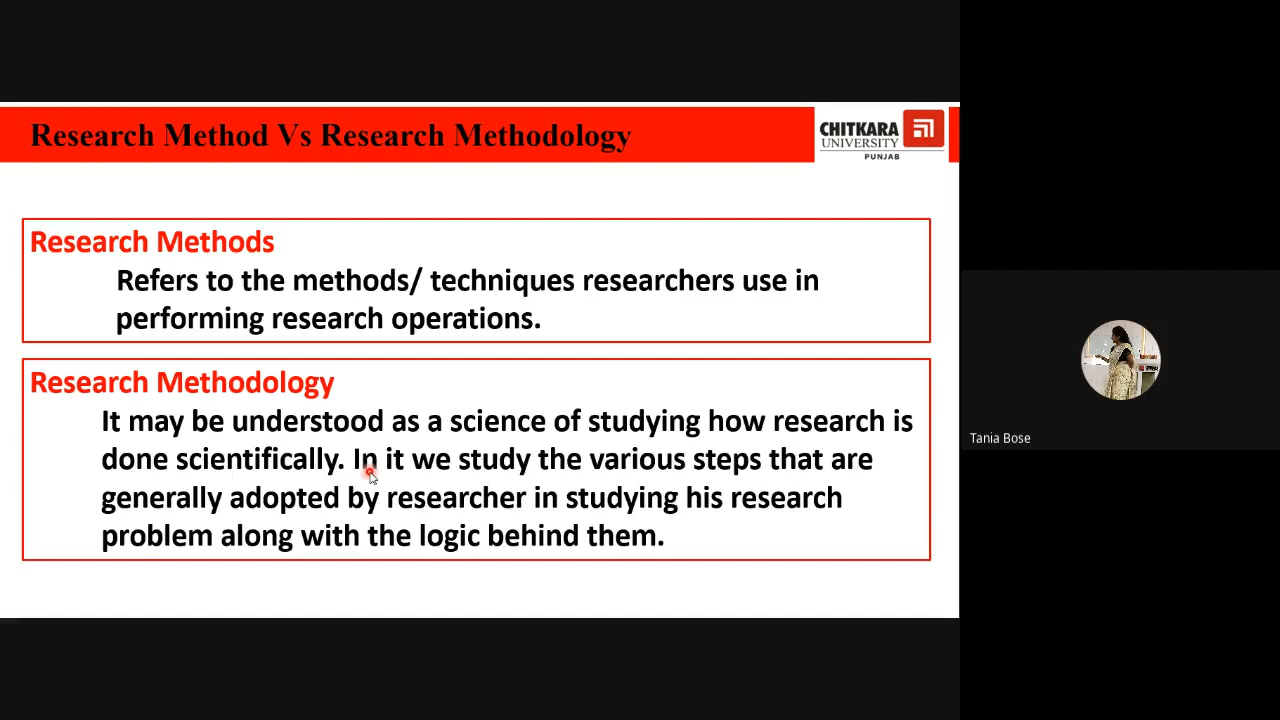 Research Method Vs Research Methodology
CHITKARA
UNIVERSITY
PUNJAB
Research Methods
Refers to the methods/ techniques researchers use in
performing research operations.
Research Methodology
It may be understood as a science of studying how research is
done scientifically. In it we study the various steps that are
generally adopted by researcher in studying his research
problem along with the logic behind them.
Tania Bose